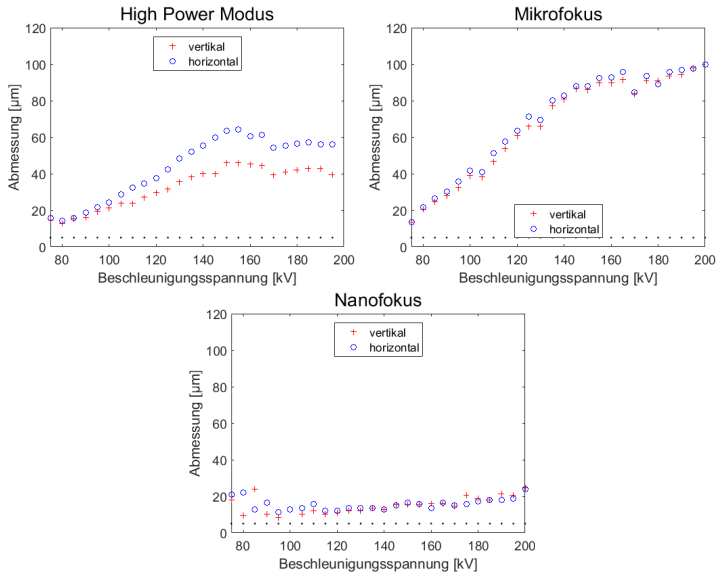 High Power Modus
120
100
80
60
40
20
0
Abmessung [µm]
vertikal
horizontal
80 100 120 140 160 180 200
Beschleunigungsspannung [kV]
Mikrofokus
120
100
80
60
40
20
0
Abmessung [µm]
vertikal
horizontal
80 100 120 140 160 180 200
Beschleunigungsspannung [kV]
Nanofokus
120
100
80
60
40
20
0
Abmessung [µm]
vertikal
horizontal
80 100 120 140 160 180 200
Beschleunigungsspannung [kV]